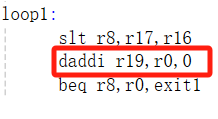 loop1:
slt r8,r17,r16
daddi r19,r0,0
beq r8,r0,exit1